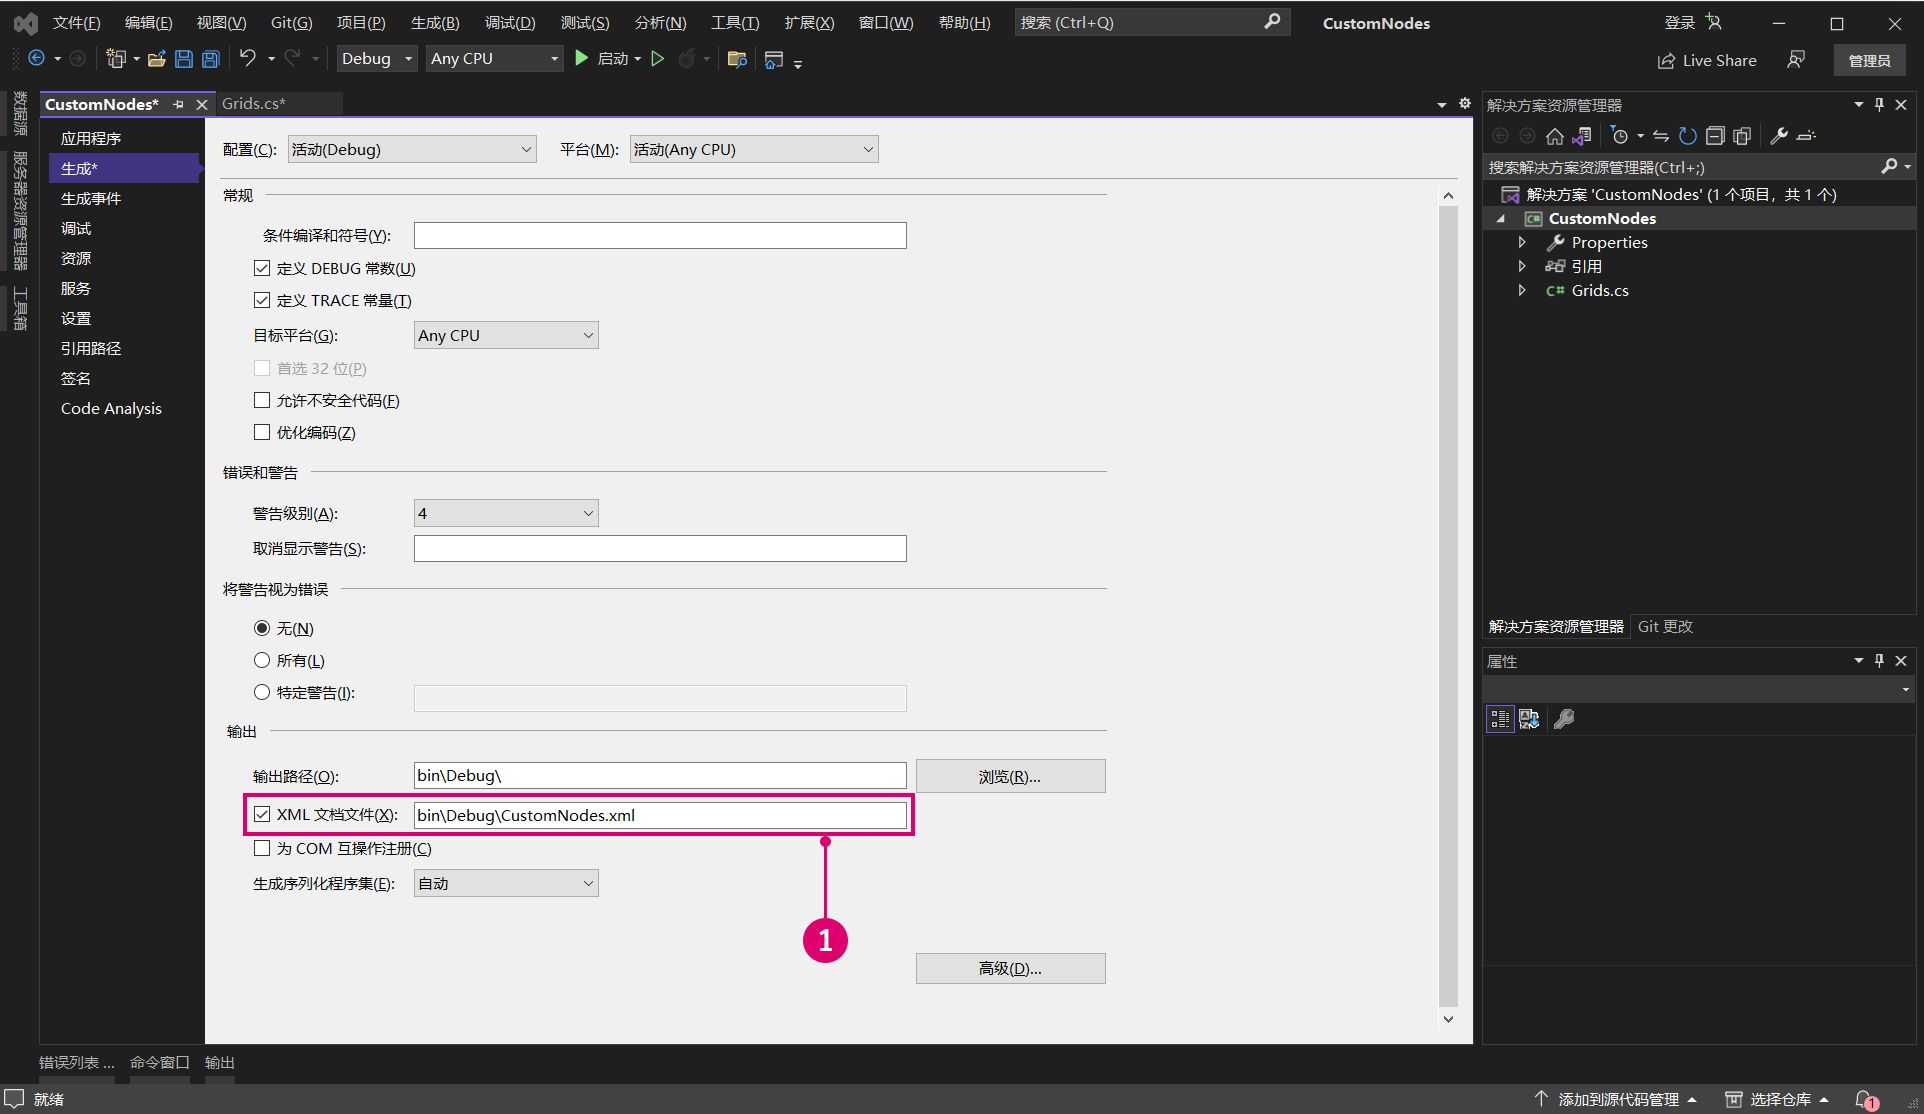 文件(F) 编辑(E) 视图(V) Git(G) 项目(P) 生成(B) 调试(D) 测试(S) 分析(N) 工具(T) 扩展(X) 窗口(W) 帮助(H) 搜索 (Ctrl+Q) CustomNodes 登录
Debug Any CPU 启动 Live Share 管理员
数据源
服务器资源管理器
工具箱
CustomNodes* Grids.cs*
应用程序
生成*
生成事件
调试
资源
服务
设置
引用路径
签名
Code Analysis
配置(C): 活动(Debug) 平台(M): 活动(Any CPU)
常规
条件编译和符号(Y):
定义 DEBUG 常数(U)
定义 TRACE 常量(T)
目标平台(G): Any CPU
首选 32 位(P)
允许不安全代码(F)
优化编码(Z)
错误和警告
警告级别(A): 4
取消显示警告(S):
将警告视为错误
无(N)
所有(L)
特定警告(I):
输出
输出路径(O): bin\Debug\ 浏览(R)...
XML 文档文件(X): bin\Debug\CustomNodes.xml
为 COM 互操作注册(C)
生成序列化程序集(E): 自动
1
高级(D)...
解决方案资源管理器
搜索解决方案资源管理器(Ctrl+;)
解决方案 'CustomNodes' (1 个项目，共 1 个)
CustomNodes
Properties
引用
Grids.cs
解决方案资源管理器 Git 更改
属性
错误列表 ... 命令窗口 输出
就绪 添加到源代码管理 选择仓库 1